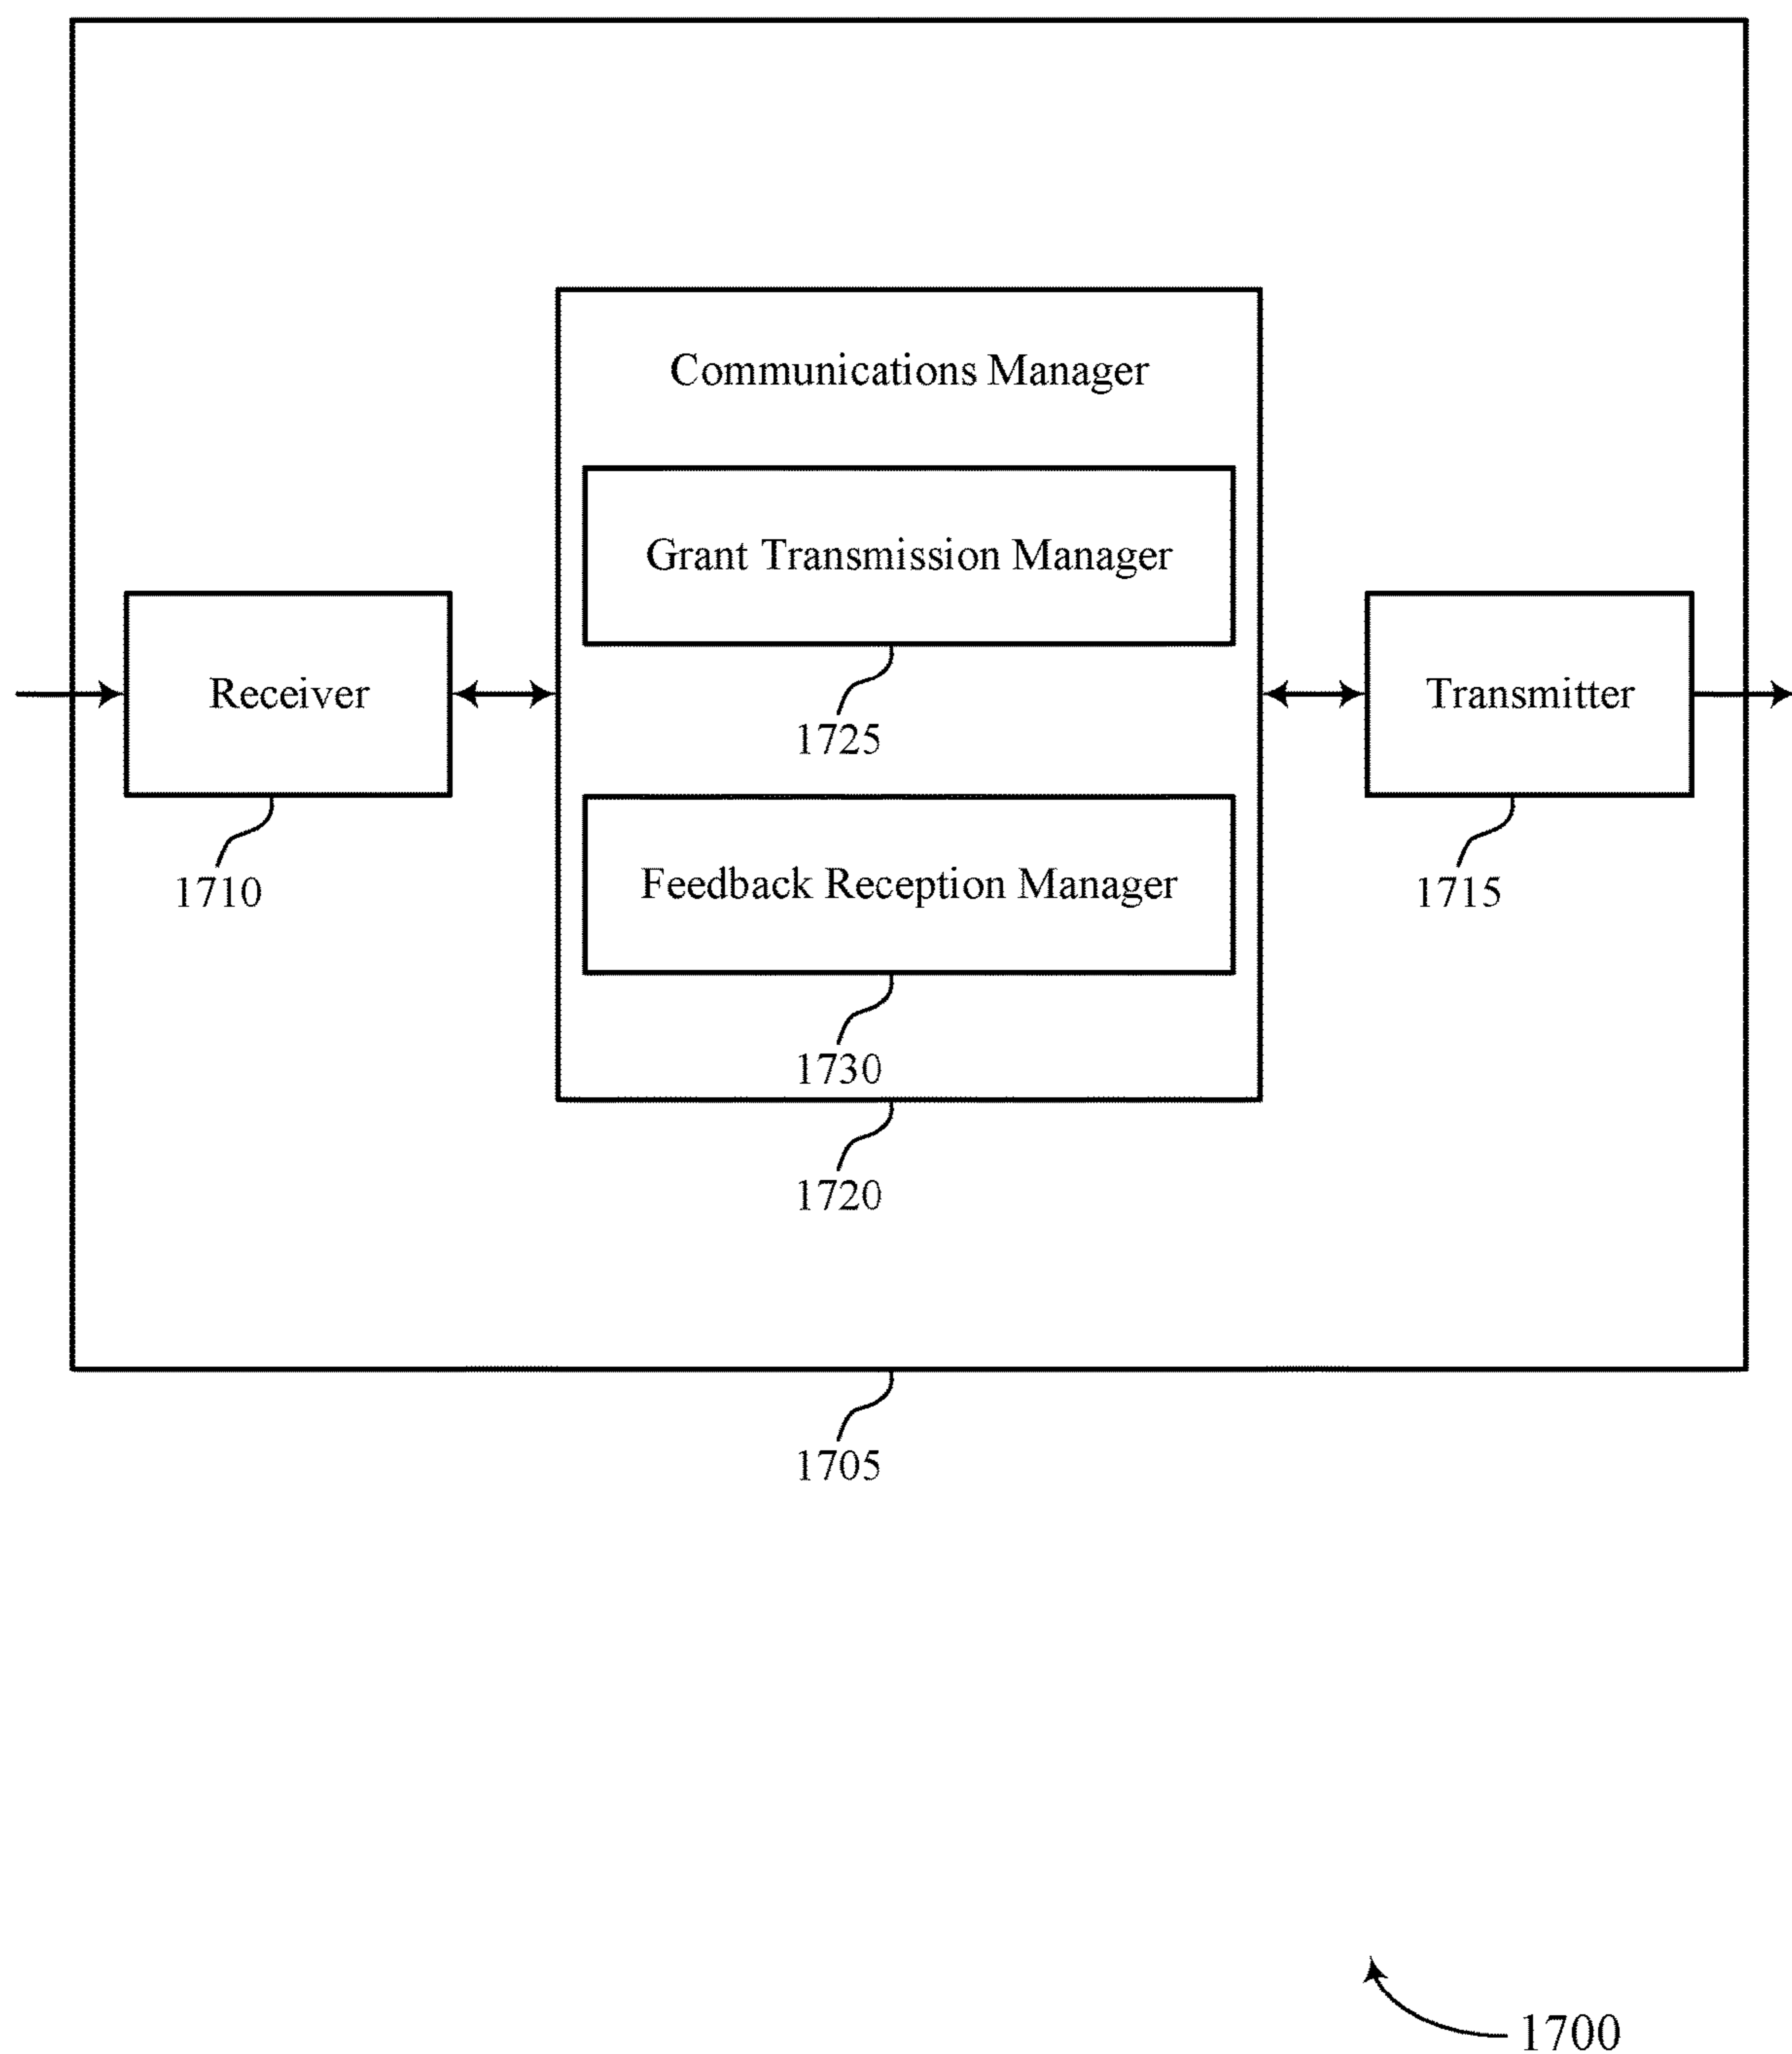 Communications Manager
Grant Transmission Manager
1725
Receiver
1710
Transmitter
1715
Feedback Reception Manager
1730
1720
1705
1700